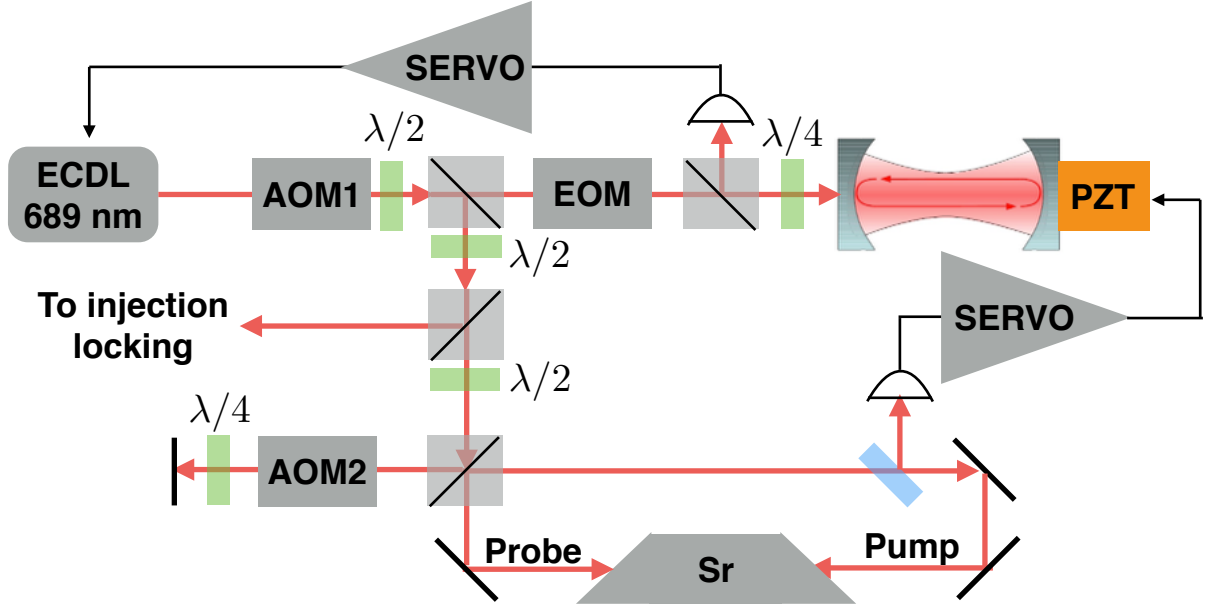 SERVO
λ/2
λ/4
ECDL
689 nm
AOM1
EOM
PZT
λ/2
To injection
locking
SERVO
λ/2
λ/4
AOM2
Probe
Pump
Sr